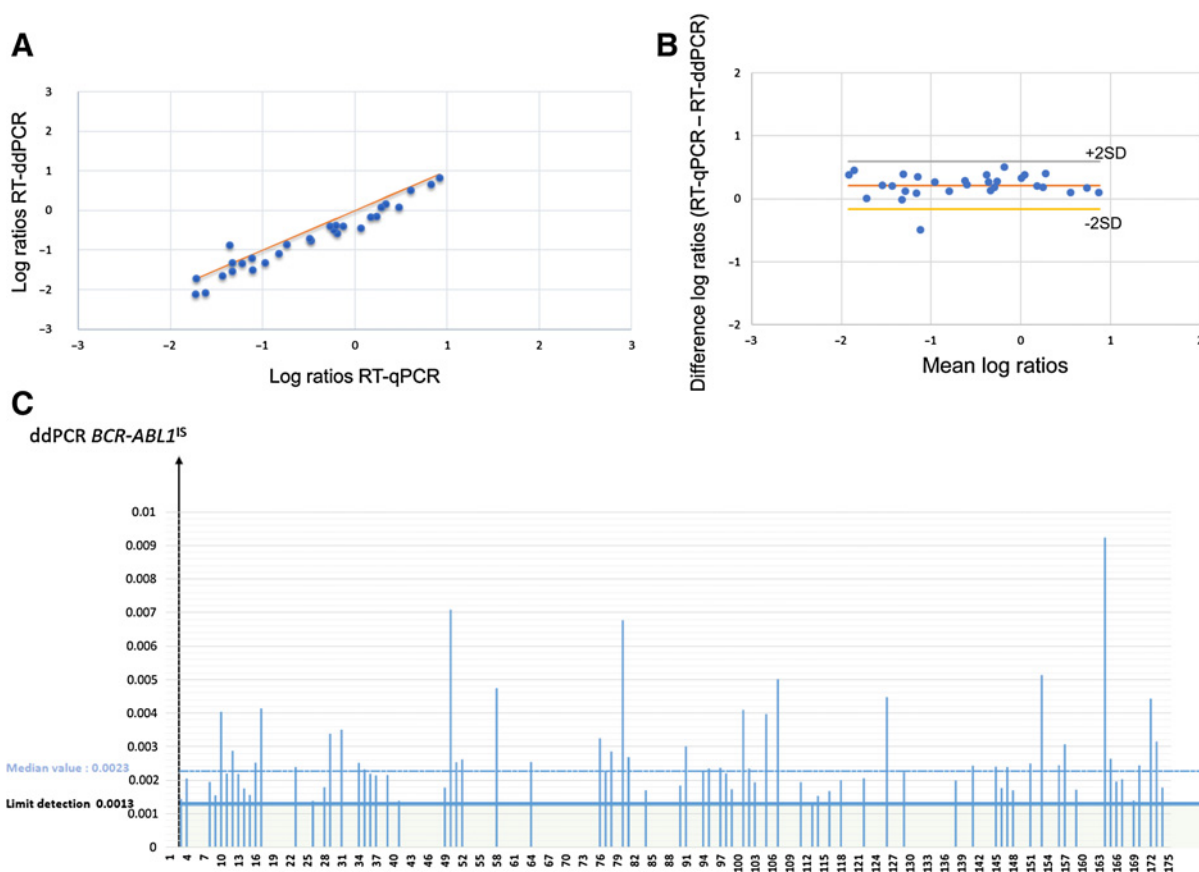 A
Log ratios RT-ddPCR
3
2
1
0
−1
−2
−3
−3 −2 −1 0 1 2 3
Log ratios RT-qPCR
B
Difference log ratios (RT-qPCR – RT-ddPCR)
2
1
0
−1
−2
−3 −2 −1 0 1 2
+2SD
-2SD
Mean log ratios
C
ddPCR BCR-ABL1IS
0.01
0.009
0.008
0.007
0.006
0.005
0.004
0.003
Median value : 0.0023
0.002
Limit detection 0.0013
0.001
0
1 4 7 10 13 16 19 22 25 28 31 34 37 40 43 46 49 52 55 58 61 64 67 70 73 76 79 82 85 88 91 94 97 100 103 106 109 112 115 118 121 124 127 130 133 136 139 142 145 148 151 154 157 160 163 166 169 172 175